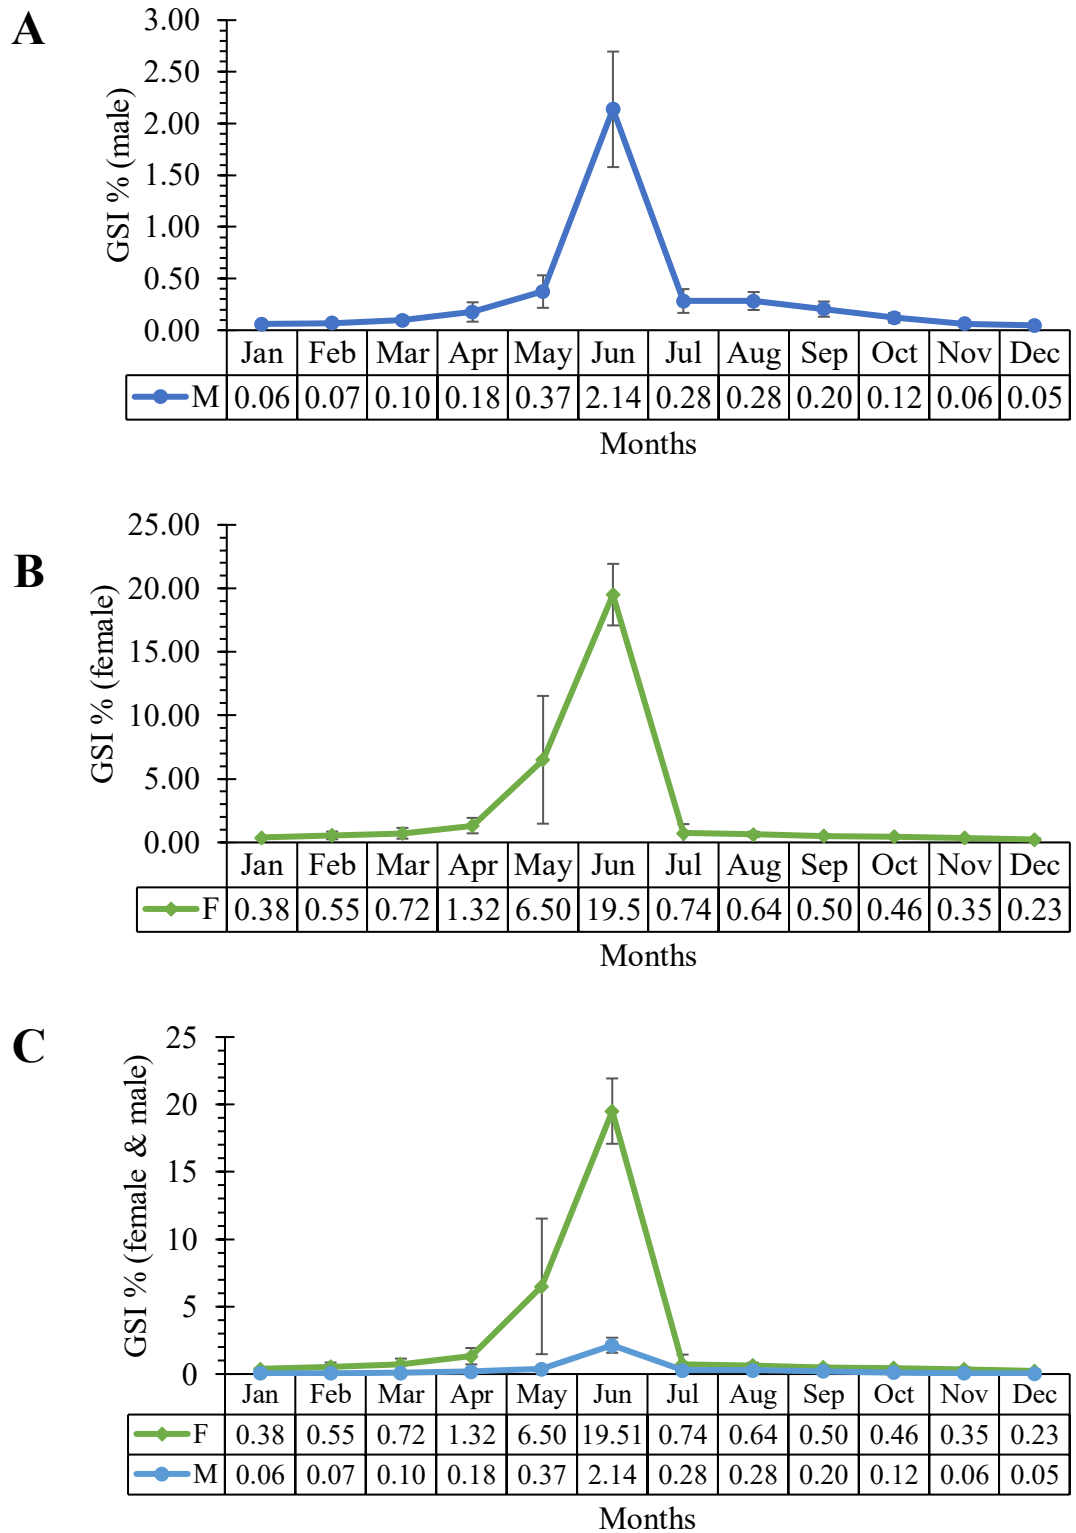 A
GSI % (male)
3.00
2.50
2.00
1.50
1.00
0.50
0.00
Jan Feb Mar Apr May Jun Jul Aug Sep Oct Nov Dec
M 0.06 0.07 0.10 0.18 0.37 2.14 0.28 0.28 0.20 0.12 0.06 0.05
Months
B
GSI % (female)
25.00
20.00
15.00
10.00
5.00
0.00
Jan Feb Mar Apr May Jun Jul Aug Sep Oct Nov Dec
F 0.38 0.55 0.72 1.32 6.50 19.5 0.74 0.64 0.50 0.46 0.35 0.23
Months
C
GSI % (female & male)
25
20
15
10
5
0
Jan Feb Mar Apr May Jun Jul Aug Sep Oct Nov Dec
F 0.38 0.55 0.72 1.32 6.50 19.51 0.74 0.64 0.50 0.46 0.35 0.23
M 0.06 0.07 0.10 0.18 0.37 2.14 0.28 0.28 0.20 0.12 0.06 0.05
Months